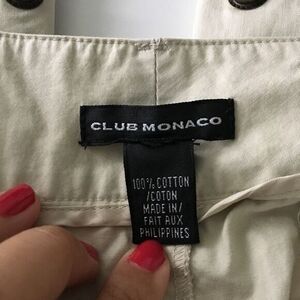 CLUB MONACO
100% COTTON
/COTON
MADE IN/
FAIT AUX
PHILIPPINES